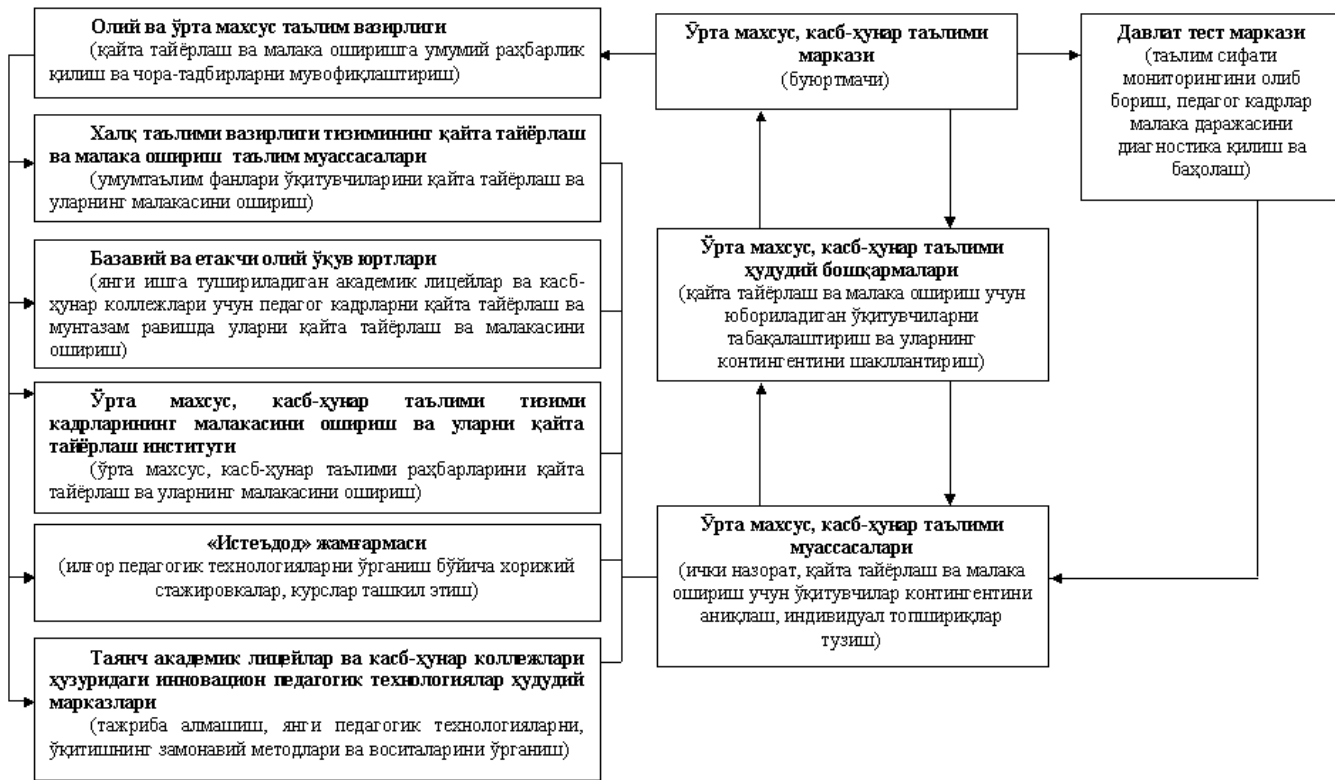 Олий ва ўрта махсус таълим вазирлиги
(қайта тайёрлаш ва малака оширишга умумий раҳбарлик
қилиш ва чора-тадбирларни мувофиқлаштириш)
Ўрта махсус, касб-ҳунар таълими
маркази
(буюртмачи)
Давлат тест маркази
(таълим сифати
мониторингини олиб
бориш, педагог кадрлар
малака даражасини
диагностика қилиш ва
баҳолаш)
Халқ таълими вазирлиги тизимининг қайта тайёрлаш
ва малака ошириш таълим муассасалари
(умумтаълим фанлари ўқитувчиларини қайта тайёрлаш ва
уларнинг малакасини ошириш)
Базавий ва етакчи олий ўқув юртлари
(янги ишга тушириладиган академик лицейлар ва касб-
ҳунар коллежлари учун педагог кадрларни қайта тайёрлаш ва
мунтазам равишда уларни қайта тайёрлаш ва малакасини
ошириш)
Ўрта махсус, касб-ҳунар таълими
ҳудудий бошқармалари
(қайта тайёрлаш ва малака ошириш учун
юбориладиган ўқитувчиларни
табақалаштириш ва уларнинг
контингентини шакллантириш)
Ўрта махсус, касб-ҳунар таълими тизими
кадрларининг малакасини ошириш ва уларни қайта
тайёрлаш институти
(ўрта махсус, касб-ҳунар таълими раҳбарларини қайта
тайёрлаш ва уларнинг малакасини ошириш)
«Истеъдод» жамғармаси
(илғор педагогик технологияларни ўрганиш бўйича хорижий
стажировкалар, курслар ташкил этиш)
Ўрта махсус, касб-ҳунар таълими
муассасалари
(ички назорат, қайта тайёрлаш ва малака
ошириш учун ўқитувчилар контингентини
аниқлаш, индивидуал топшириқлар
тузиш)
Таянч академик лицейлар ва касб-ҳунар коллежлари
ҳузуридаги инновацион педагогик технологиялар ҳудудий
марказлари
(тажриба алмашиш, янги педагогик технологияларни,
ўқитишнинг замонавий методлари ва воситаларини ўрганиш)